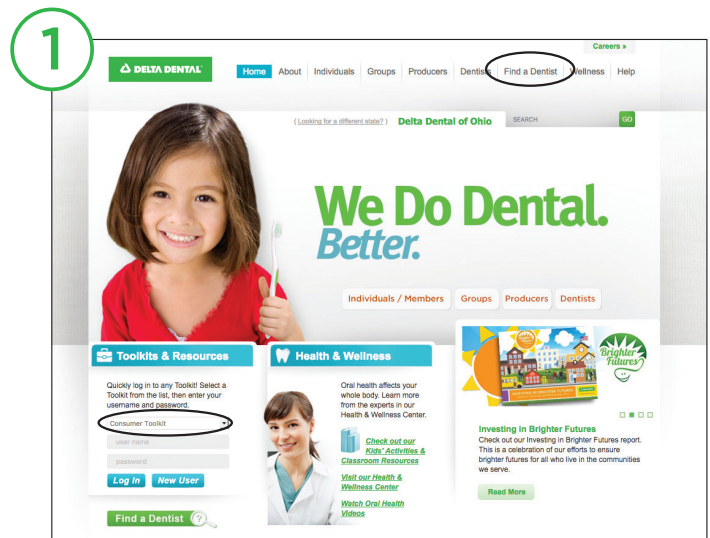 1
Careers »
DELTA DENTAL
Home About Individuals Groups Producers Dentists Find a Dentist Wellness Help
( Looking for a different state? ) Delta Dental of Ohio SEARCH GO
We Do Dental.
Better.
Individuals / Members Groups Producers Dentists
Toolkits & Resources
Quickly log in to any Toolkit! Select a
Toolkit from the list, then enter your
username and password.
Consumer Toolkit
user name
password
Log In New User
Find a Dentist ?
Health & Wellness
Oral health affects your
whole body. Learn more
from the experts in our
Health & Wellness Center.
Check out our
Kids' Activities &
Classroom Resources
Visit our Health &
Wellness Center
Watch Oral Health
Videos
Brighter
Futures
INVESTING IN BRIGHTER FUTURES
Investing in Brighter Futures
Check out our Investing in Brighter Futures report.
This is a celebration of our efforts to ensure
brighter futures for all who live in the communities
we serve.
Read More